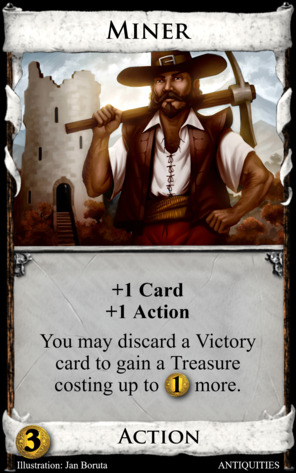 MINER
+1 Card
+1 Action
You may discard a Victory
card to gain a Treasure
costing up to 1 more.
3
ACTION
Illustration: Jan Boruta
ANTIQUITIES